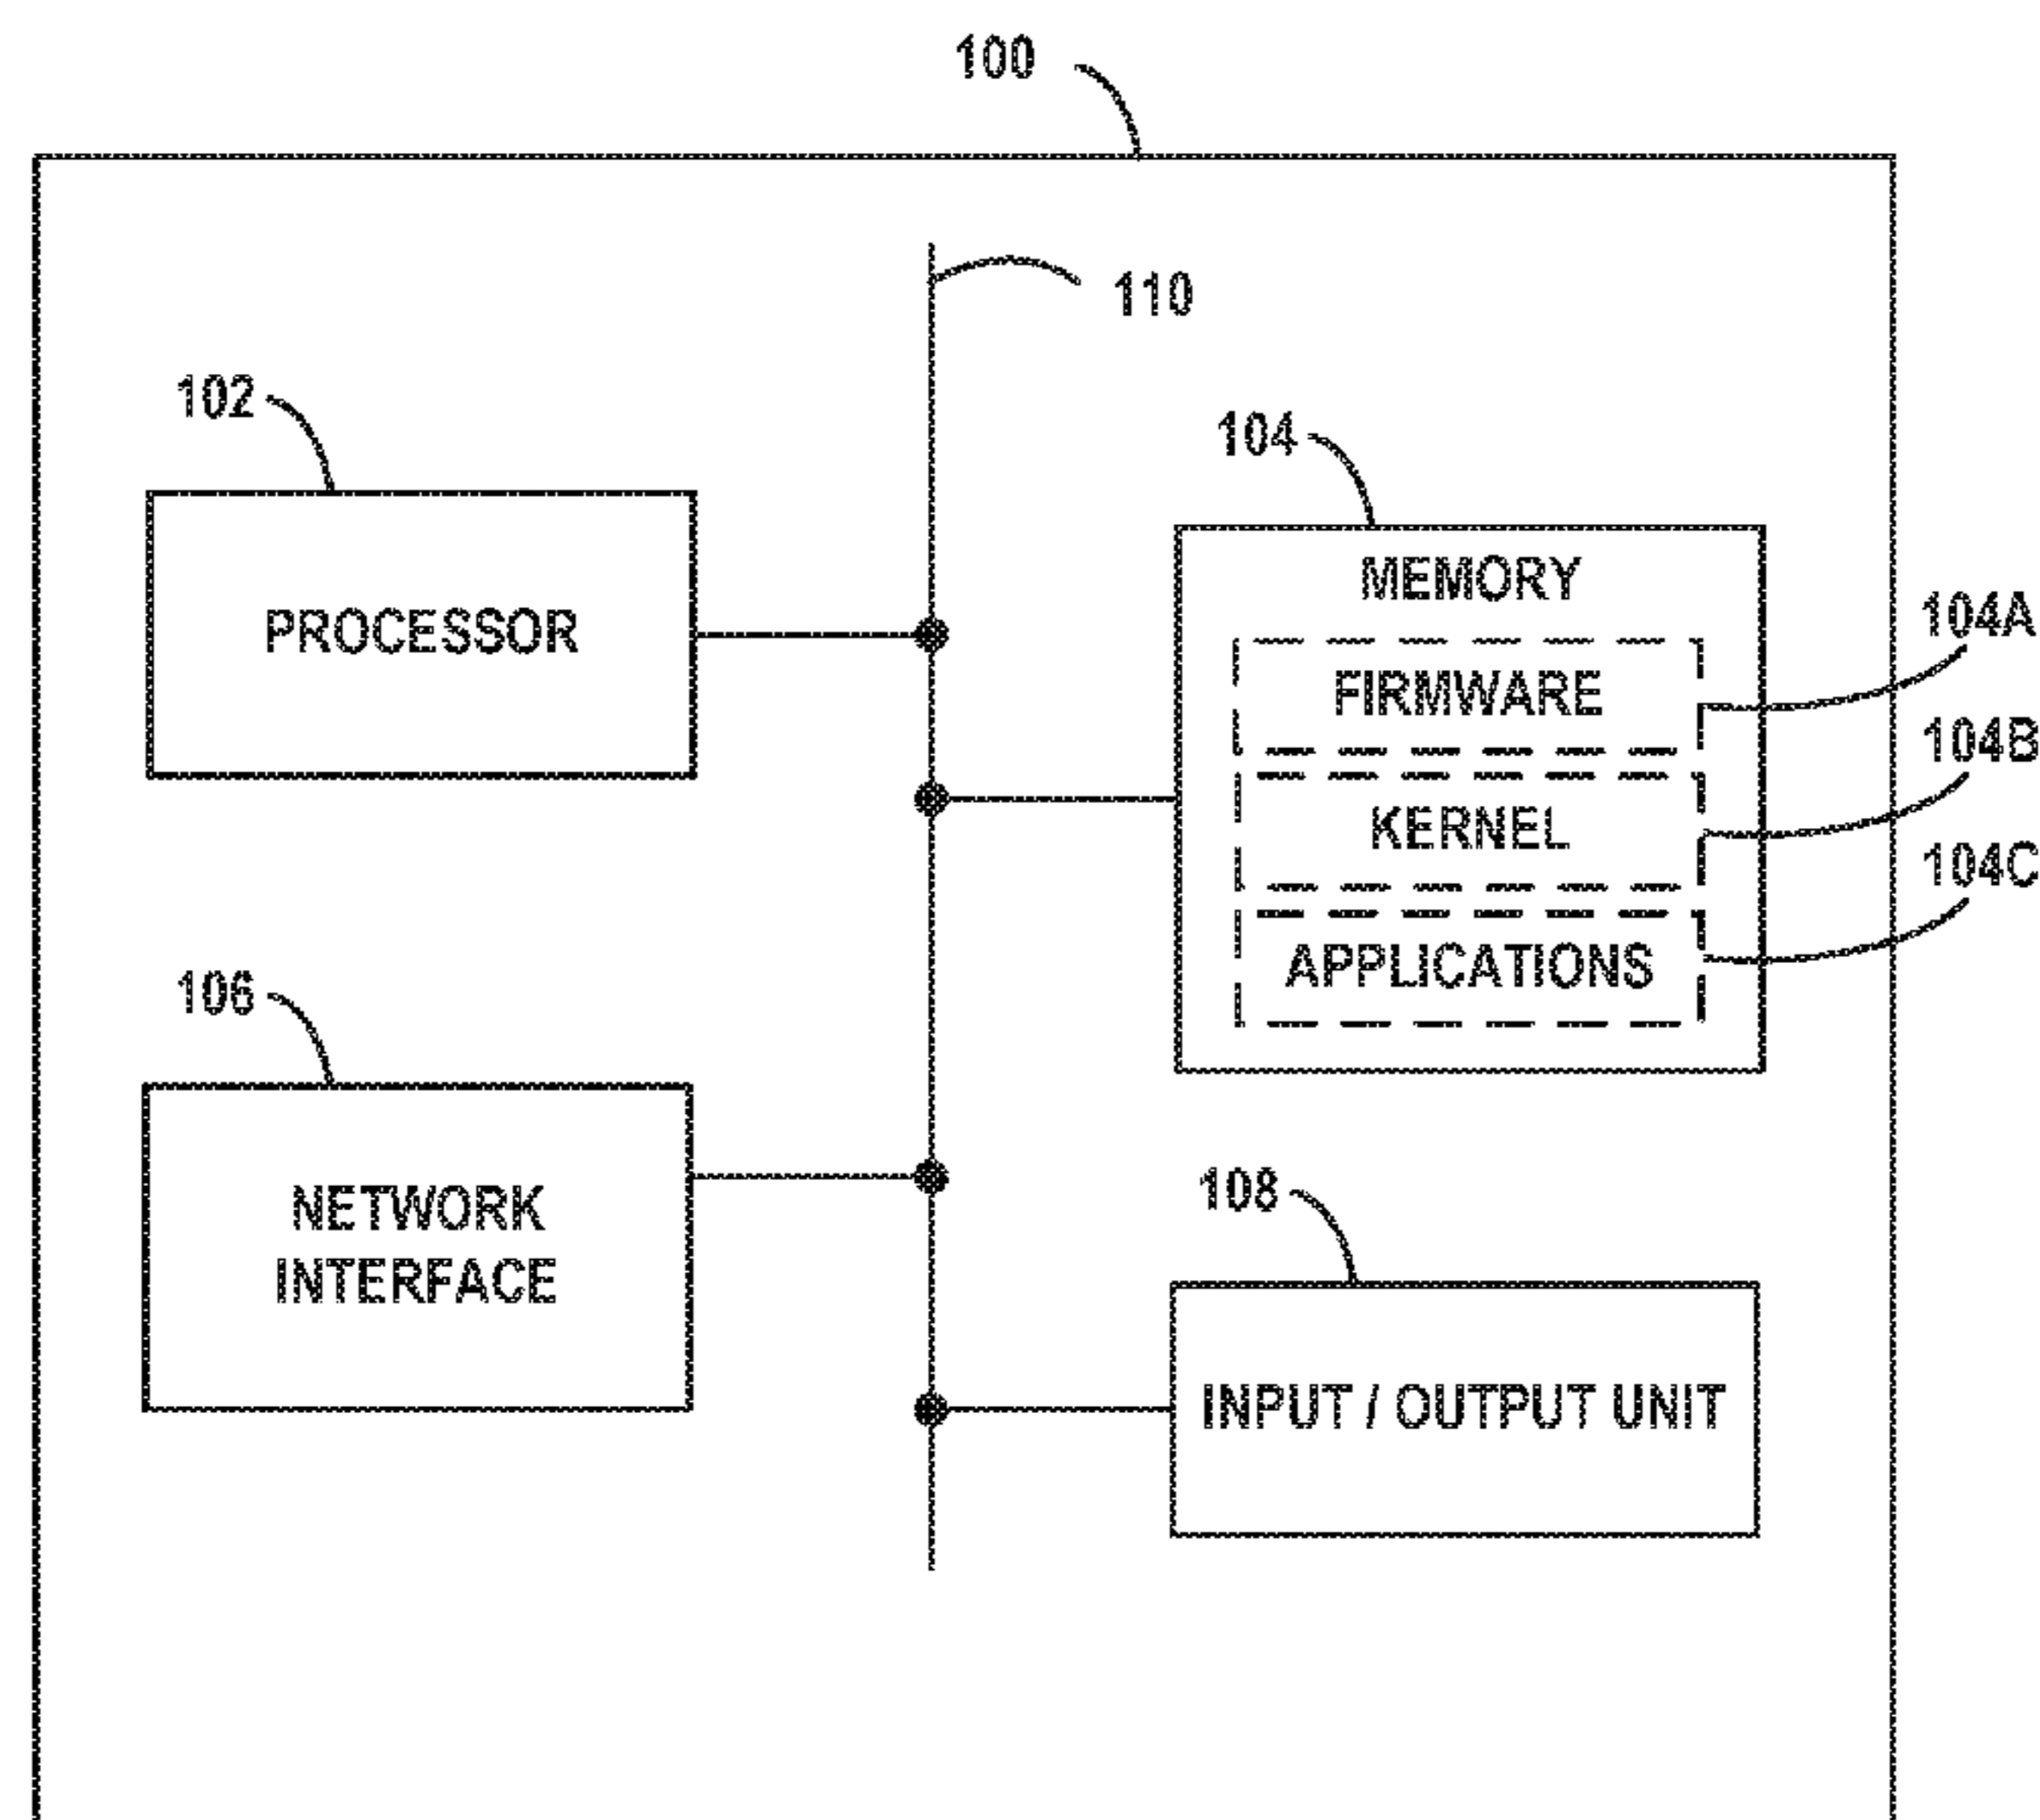 100
110
102
104
PROCESSOR
MEMORY
FIRMWARE
104A
KERNEL
104B
APPLICATIONS
104C
106
NETWORK
INTERFACE
108
INPUT / OUTPUT UNIT